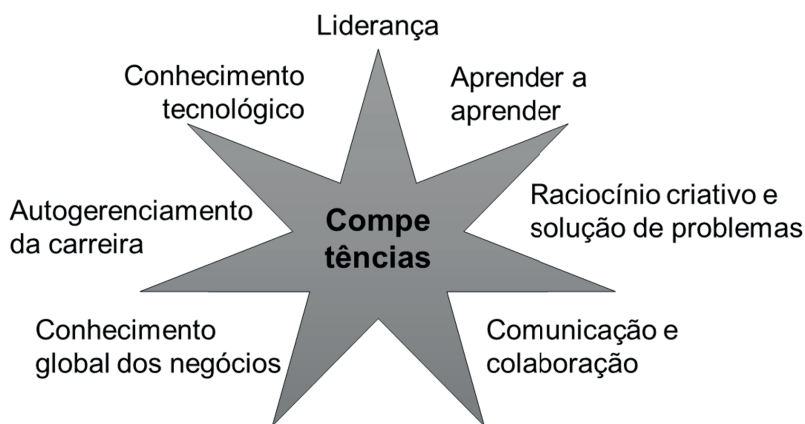 Liderança
Conhecimento
tecnológico
Aprender a
aprender
Autogerenciamento
da carreira
Raciocínio criativo e
solução de problemas
Compe
tências
Conhecimento
global dos negócios
Comunicação e
colaboração